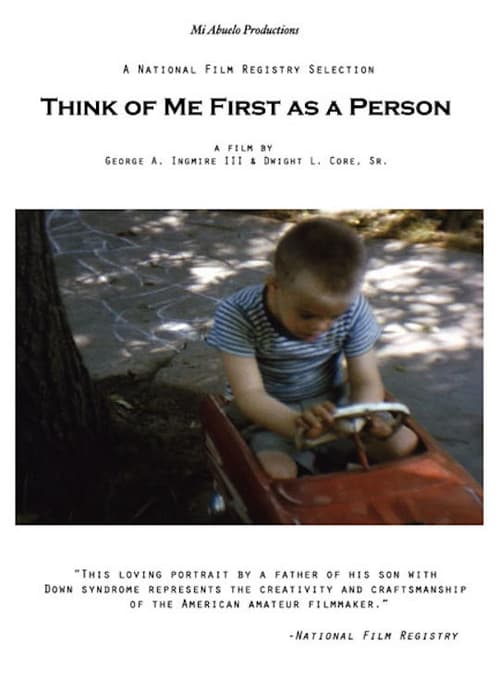 Mi Abuelo Productions
A National Film Registry Selection
Think of Me First as a Person
a film by
George A. Ingmire III & Dwight L. Core, Sr.
"This loving portrait by a father of his son with
Down syndrome represents the creativity and craftsmanship
of the American amateur filmmaker."
-National Film Registry